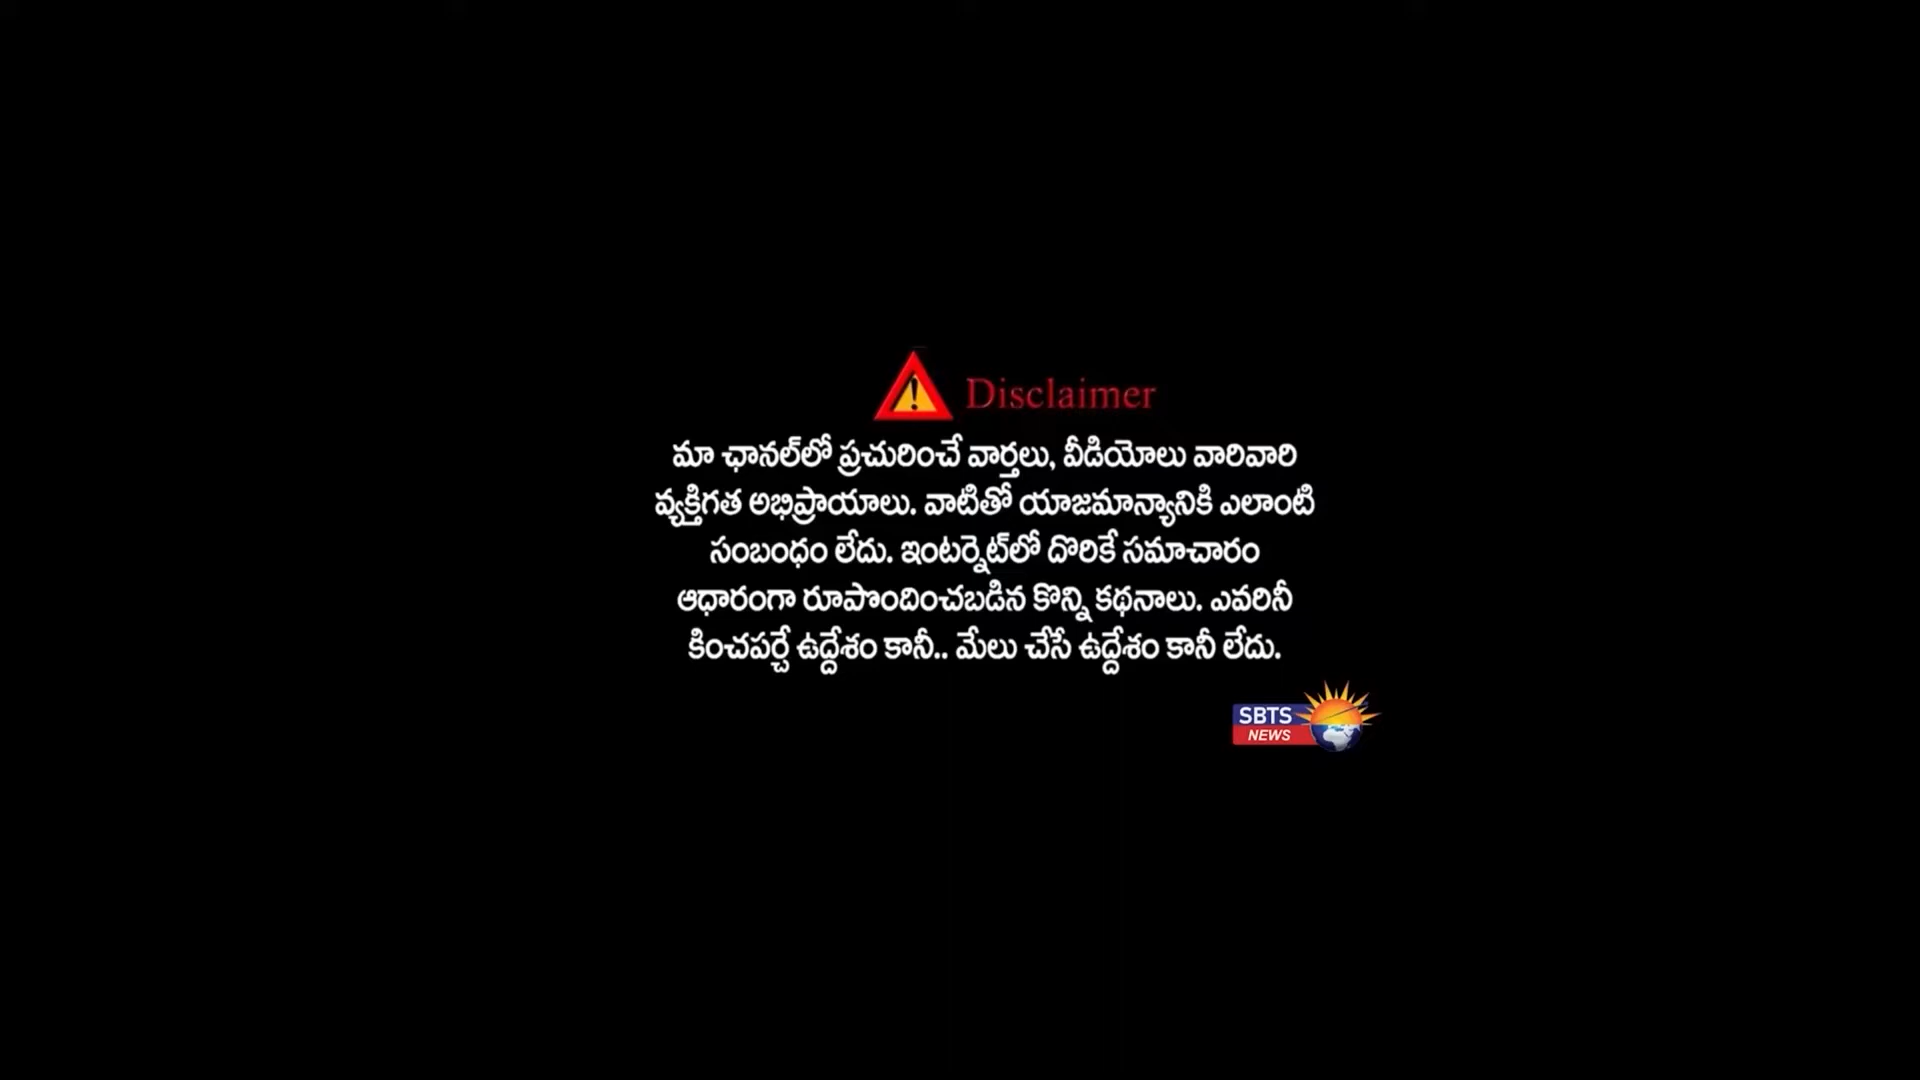 Disclaimer
మా ఛానల్‌లో ప్రచురించే వార్తలు, వీడియోలు వారివారి
వ్యక్తిగత అభిప్రాయాలు. వాటితో యాజమాన్యానికి ఎలాంటి
సంబంధం లేదు. ఇంటర్నెట్‌లో దొరికే సమాచారం
ఆధారంగా రూపొందించబడిన కొన్ని కథనాలు. ఎవరినీ
కించపర్చే ఉద్దేశం కానీ.. మేలు చేసే ఉద్దేశం కానీ లేదు.
SBTS
NEWS